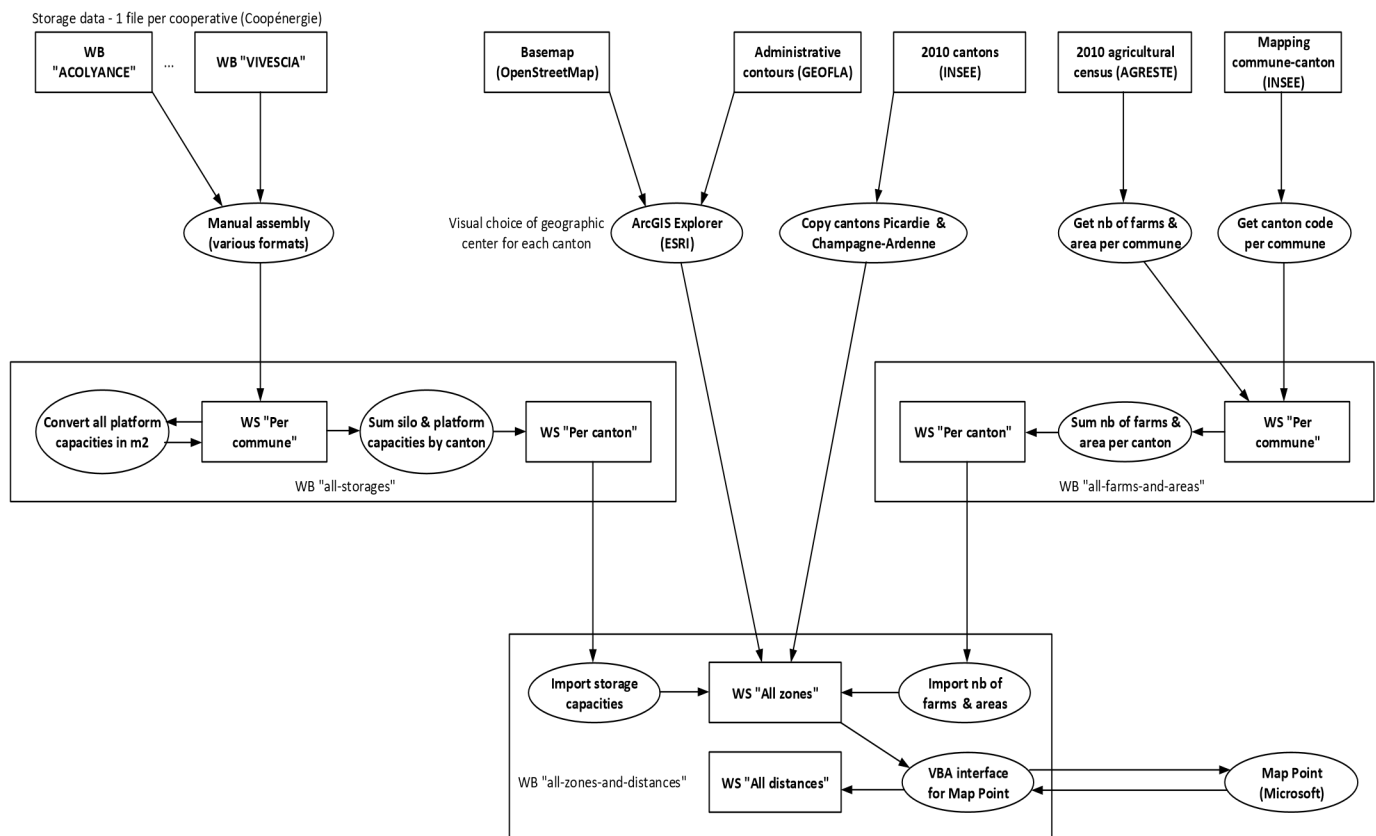 Storage data - 1 file per cooperative (Coopénergie)
WB
"ACOLYANCE"
...
WB "VIVESCIA"
Basemap
(OpenStreetMap)
Administrative
contours (GEOFLA)
2010 cantons
(INSEE)
2010 agricultural
census (AGRESTE)
Mapping
commune-canton
(INSEE)
Manual assembly
(various formats)
Visual choice of geographic
center for each canton
ArcGIS Explorer
(ESRI)
Copy cantons Picardie &
Champagne-Ardenne
Get nb of farms &
area per commune
Get canton code
per commune
Convert all platform
capacities in m2
WS "Per
commune"
Sum silo & platform
capacities by canton
WS "Per canton"
WB "all-storages"
WS "Per canton"
Sum nb of farms &
area per canton
WS "Per
commune"
WB "all-farms-and-areas"
Import storage
capacities
WS "All zones"
Import nb of
farms & areas
WB "all-zones-and-distances"
WS "All distances"
VBA interface
for Map Point
Map Point
(Microsoft)